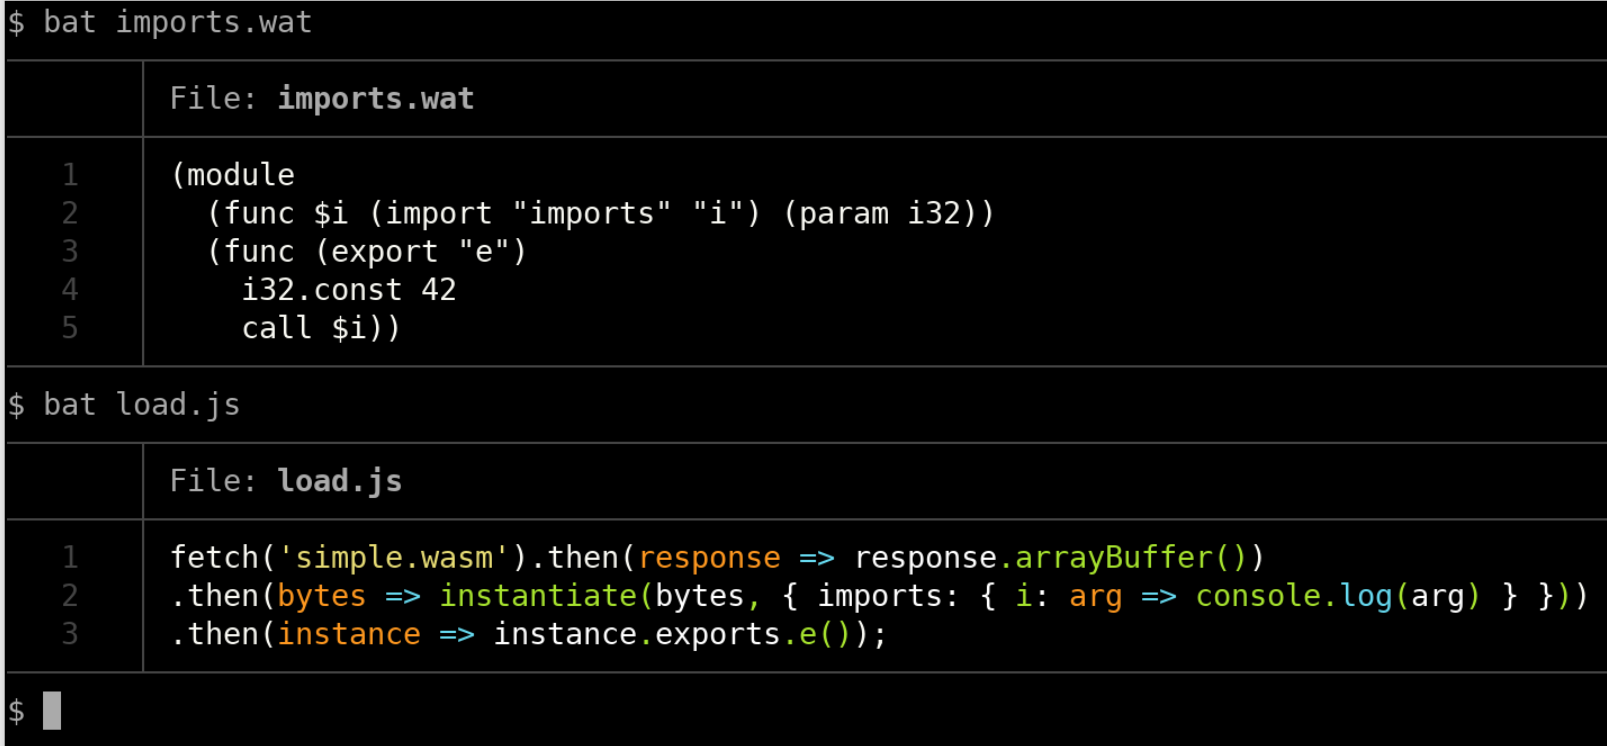 $ bat imports.wat
File: imports.wat
1 (module
2   (func $i (import "imports" "i") (param i32))
3   (func (export "e")
4     i32.const 42
5     call $i))
$ bat load.js
File: load.js
1 fetch('simple.wasm').then(response => response.arrayBuffer())
2 .then(bytes => instantiate(bytes, { imports: { i: arg => console.log(arg) } }))
3 .then(instance => instance.exports.e());
$